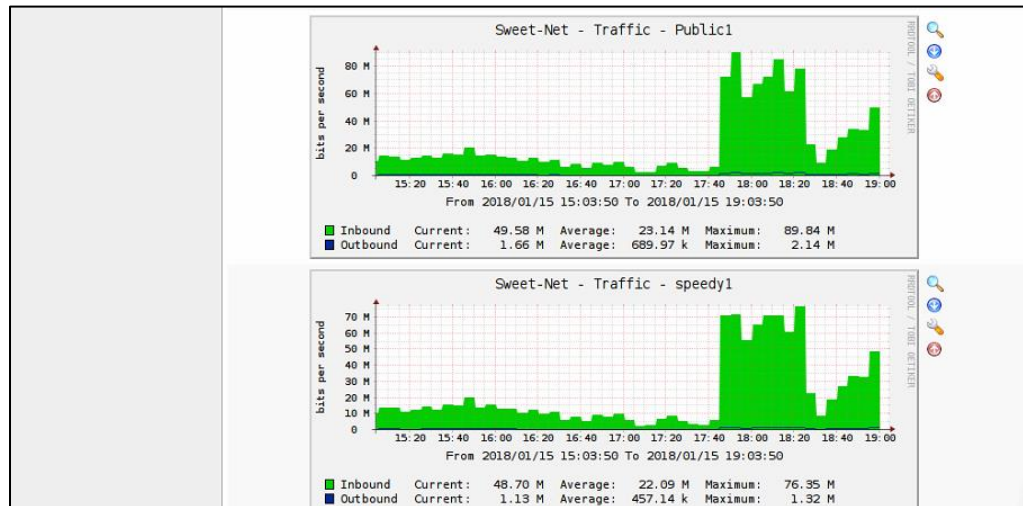 Sweet-Net - Traffic - Public1
RRDTOOL / TOBI OETIKER
bits per second
80 M
60 M
40 M
20 M
0
15:20 15:40 16:00 16:20 16:40 17:00 17:20 17:40 18:00 18:20 18:40 19:00
From 2018/01/15 15:03:50 To 2018/01/15 19:03:50
Inbound Current: 49.58 M Average: 23.14 M Maximum: 89.84 M
Outbound Current: 1.66 M Average: 689.97 k Maximum: 2.14 M
Sweet-Net - Traffic - speedy1
RRDTOOL / TOBI OETIKER
bits per second
70 M
60 M
50 M
40 M
30 M
20 M
10 M
0
15:20 15:40 16:00 16:20 16:40 17:00 17:20 17:40 18:00 18:20 18:40 19:00
From 2018/01/15 15:03:50 To 2018/01/15 19:03:50
Inbound Current: 48.70 M Average: 22.09 M Maximum: 76.35 M
Outbound Current: 1.13 M Average: 457.14 k Maximum: 1.32 M